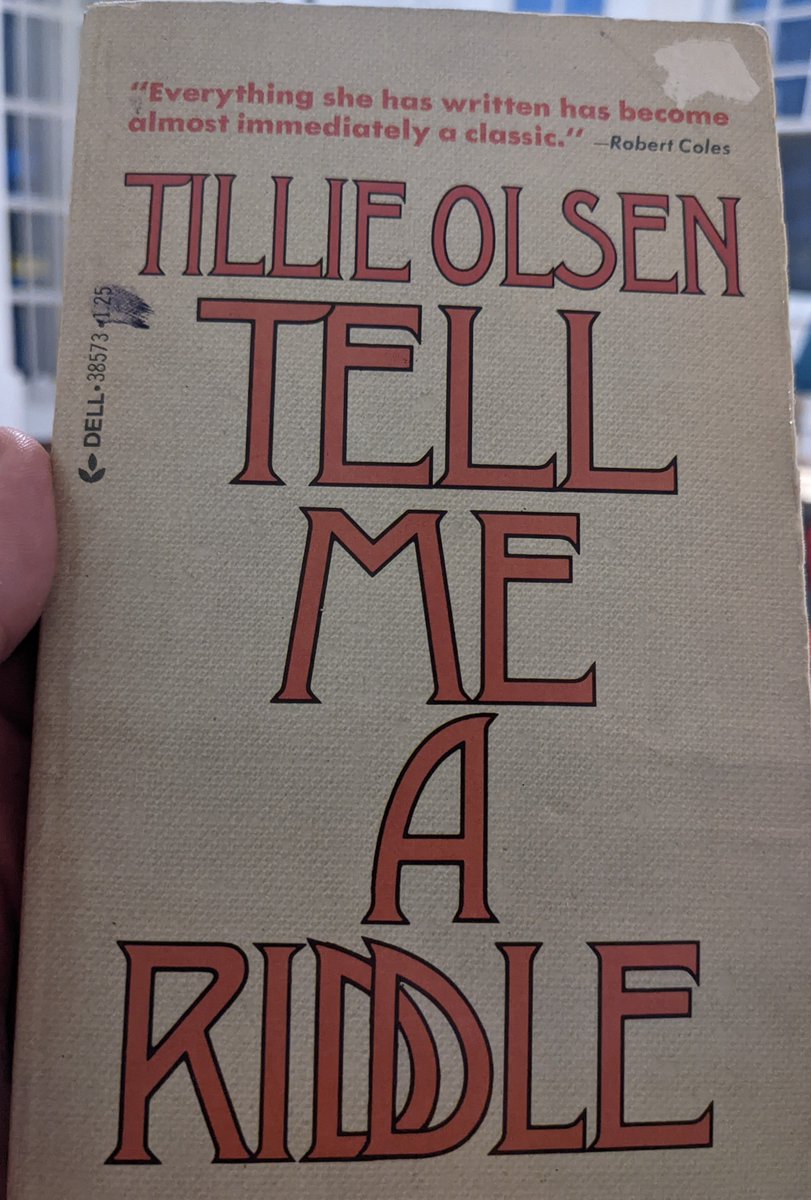 "Everything she has written has become
almost immediately a classic." —Robert Coles
TILLIE OLSEN
TELL
ME
A
RIDDLE
DELL • 38573 • 1.25